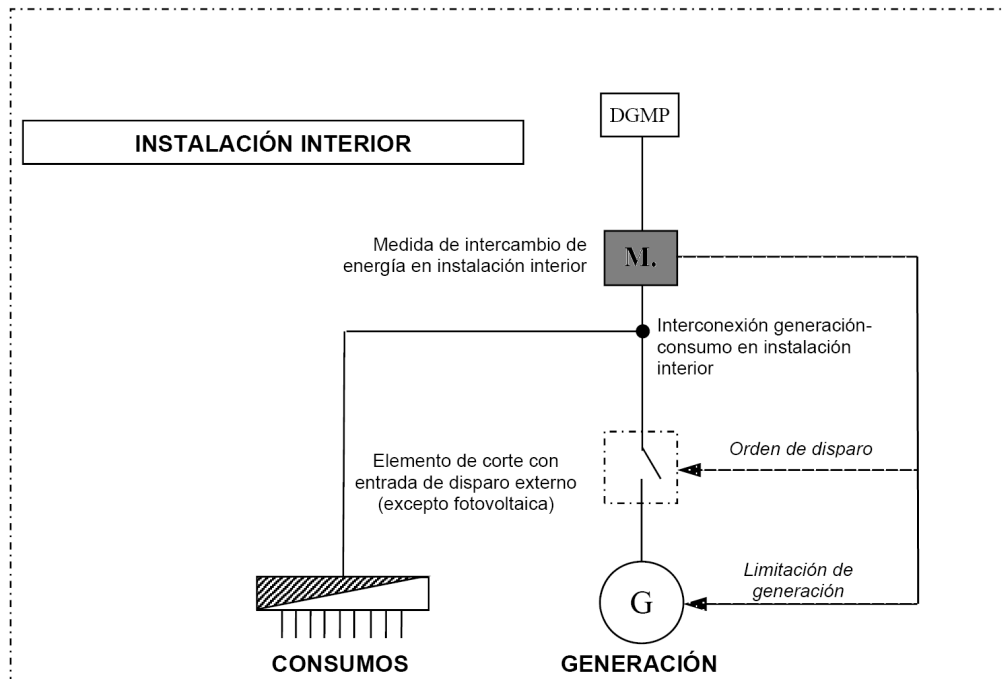 DGMP
INSTALACIÓN INTERIOR
Medida de intercambio de
energía en instalación interior
M.
Interconexión generación-
consumo en instalación
interior
Elemento de corte con
entrada de disparo externo
(excepto fotovoltaica)
Orden de disparo
Limitación de
generación
G
CONSUMOS
GENERACIÓN